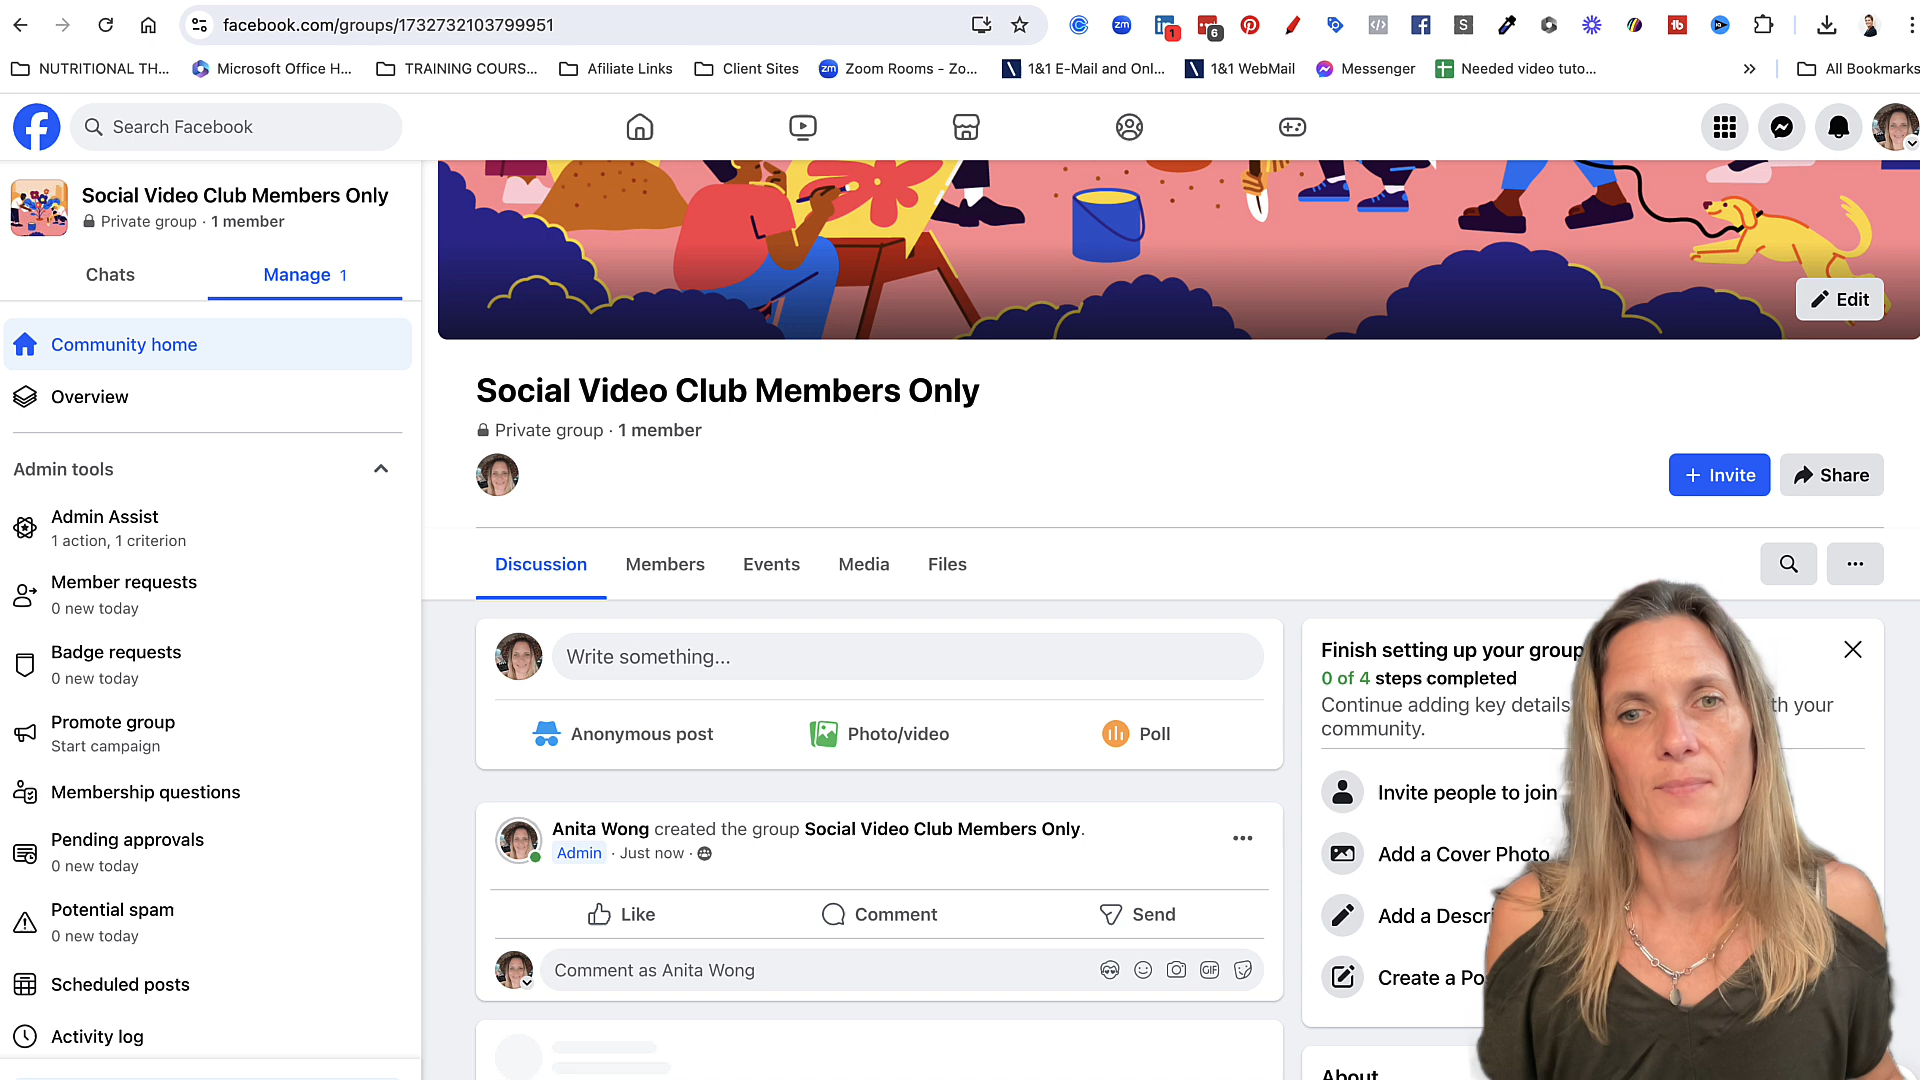 facebook.com/groups/1732732103799951
1
6
NUTRITIONAL TH...
Microsoft Office H...
TRAINING COURS...
Afiliate Links
Client Sites
zm
Zoom Rooms - Zo...
1&1 E-Mail and Onl...
1&1 WebMail
Messenger
Needed video tuto...
All Bookmarks
Search Facebook
Social Video Club Members Only
Private group · 1 member
Chats
Manage 1
Community home
Overview
Admin tools
Admin Assist
1 action, 1 criterion
Member requests
0 new today
Badge requests
0 new today
Promote group
Start campaign
Membership questions
Pending approvals
0 new today
Potential spam
0 new today
Scheduled posts
Activity log
Edit
Social Video Club Members Only
Private group · 1 member
+ Invite
Share
Discussion
Members
Events
Media
Files
Write something...
Anonymous post
Photo/video
Poll
Anita Wong created the group Social Video Club Members Only.
Admin · Just now ·
Like
Comment
Send
Comment as Anita Wong
GIF
Finish setting up your group
0 of 4 steps completed
Continue adding key details th your
community.
Invite people to join
Add a Cover Photo
Add a Descri
Create a Po
About